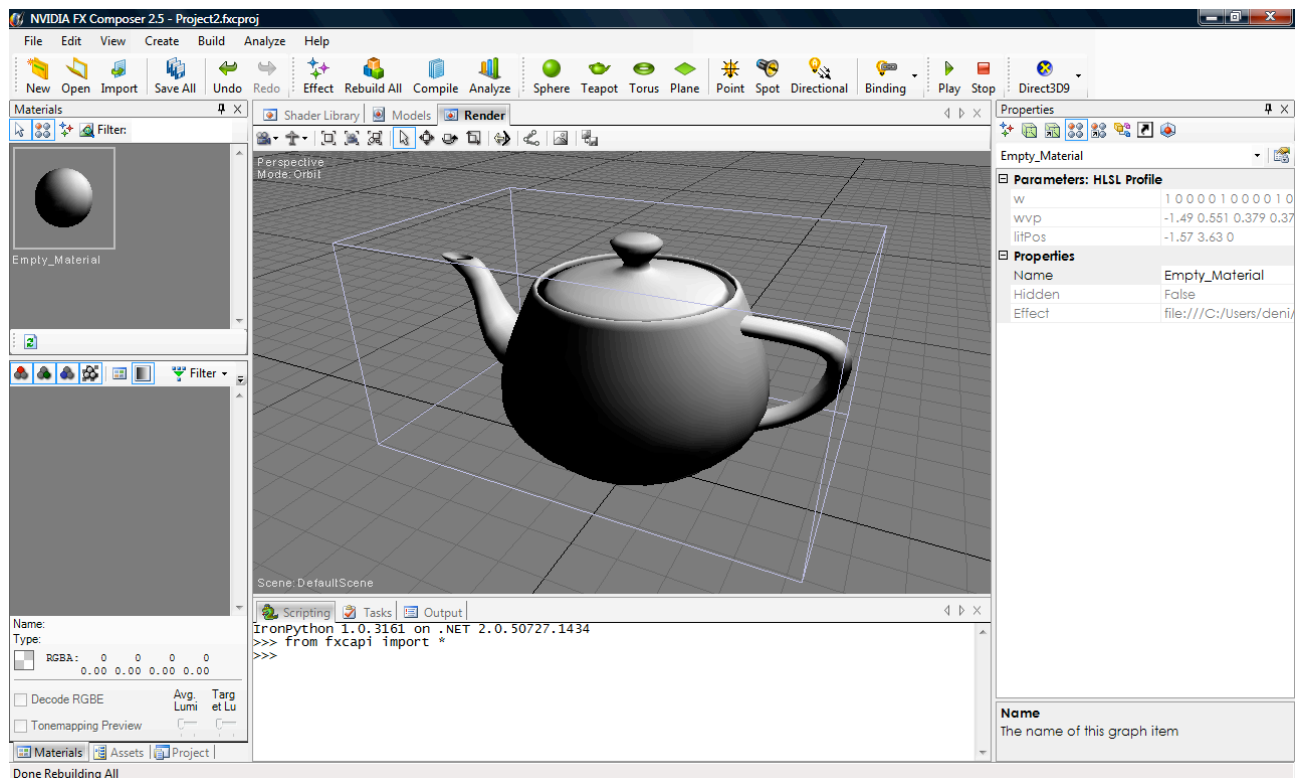 NVIDIA FX Composer 2.5 - Project2.fxcproj
File Edit View Create Build Analyze Help
New Open Import Save All Undo Redo Effect Rebuild All Compile Analyze Sphere Teapot Torus Plane Point Spot Directional Binding Play Stop Direct3D9
Materials
Filter:
Empty_Material
Filter
Name:
Type:
RGBA: 0 0 0 0
0.00 0.00 0.00 0.00
Decode RGBE
Avg. Lumi
Targ et Lu
Tonemapping Preview
Materials Assets Project
Done Rebuilding All
Shader Library Models Render
Perspective
Mode: Orbit
Scene: DefaultScene
Scripting Tasks Output
IronPython 1.0.3161 on .NET 2.0.50727.1434
>>> from fxcapi import *
>>>
Properties
Empty_Material
Parameters: HLSL Profile
w 1 0 0 0 0 1 0 0 0 0 1 0
wvp -1.49 0.551 0.379 0.37
litPos -1.57 3.63 0
Properties
Name Empty_Material
Hidden False
Effect file:///C:/Users/deni/
Name
The name of this graph item